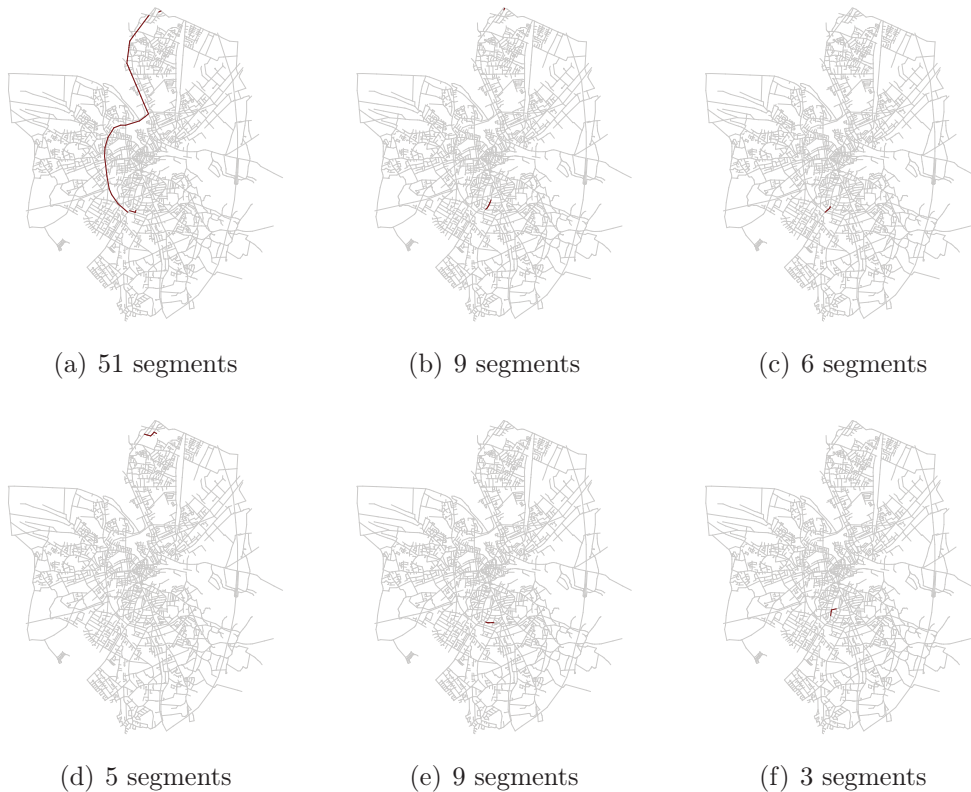 (a) 51 segments
(b) 9 segments
(c) 6 segments
(d) 5 segments
(e) 9 segments
(f) 3 segments